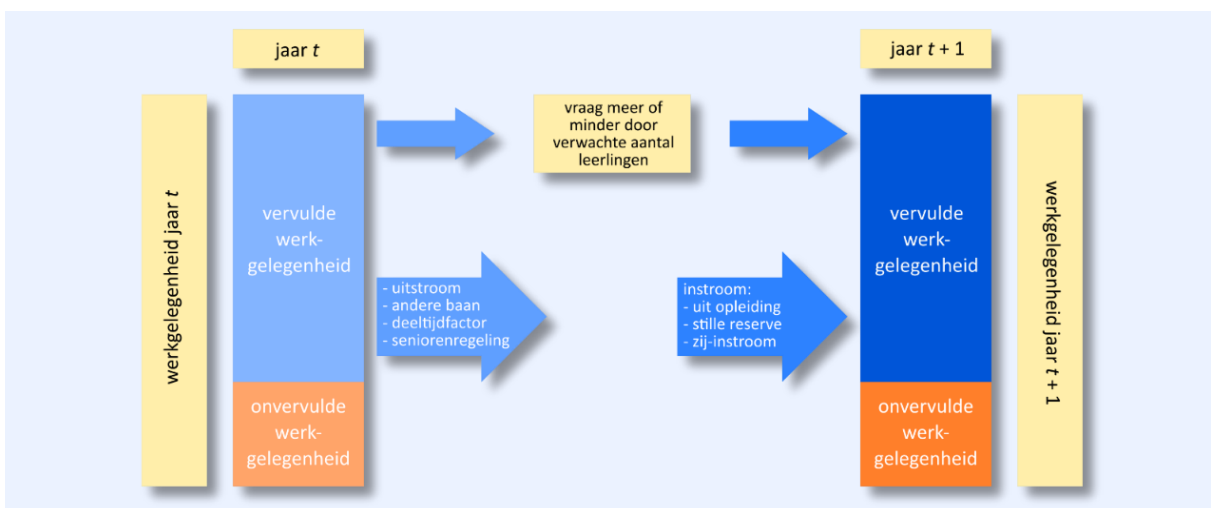 jaar t
jaar t + 1
werkgelegenheid jaar t
vervulde
werk-
gelegenheid
onvervulde
werk-
gelegenheid
vraag meer of
minder door
verwachte aantal
leerlingen
- uitstroom
- andere baan
- deeltijdfactor
- seniorenregeling
instroom:
- uit opleiding
- stille reserve
- zij-instroom
vervulde
werk-
gelegenheid
onvervulde
werk-
gelegenheid
werkgelegenheid jaar t + 1